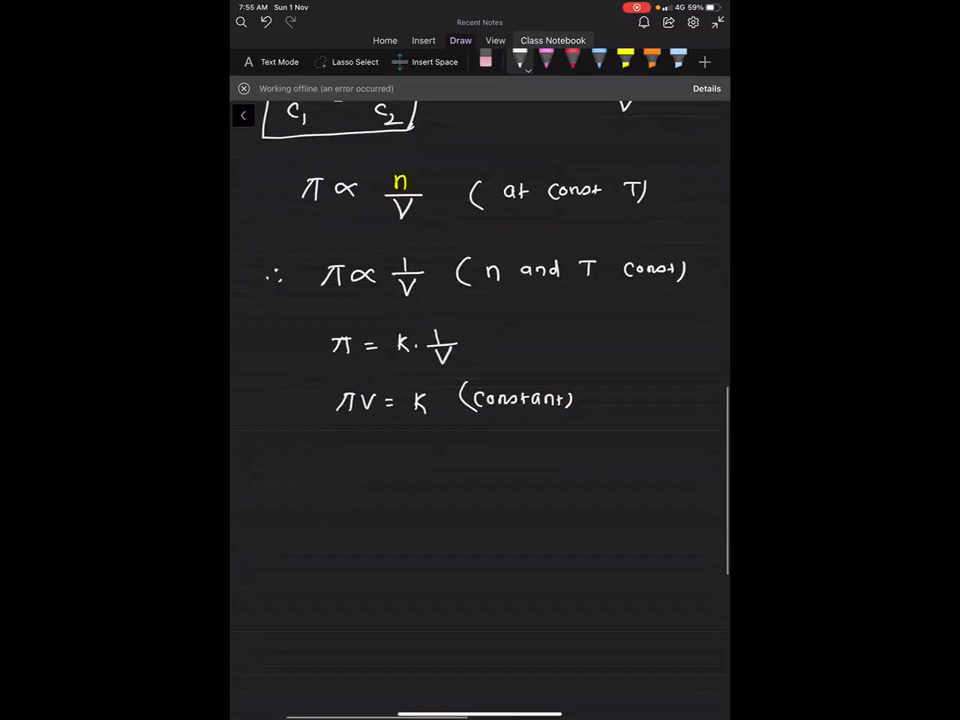 7:55 AM Sun 1 Nov 4G 59%
Recent Notes
Home Insert Draw View Class Notebook
Text Mode Lasso Select Insert Space
Working offline (an error occurred) Details
C₁ C₂ V
π ∝ n/V (at const T)
∴ π ∝ 1/V (n and T const)
π = K · 1/V
πV = K (constant)